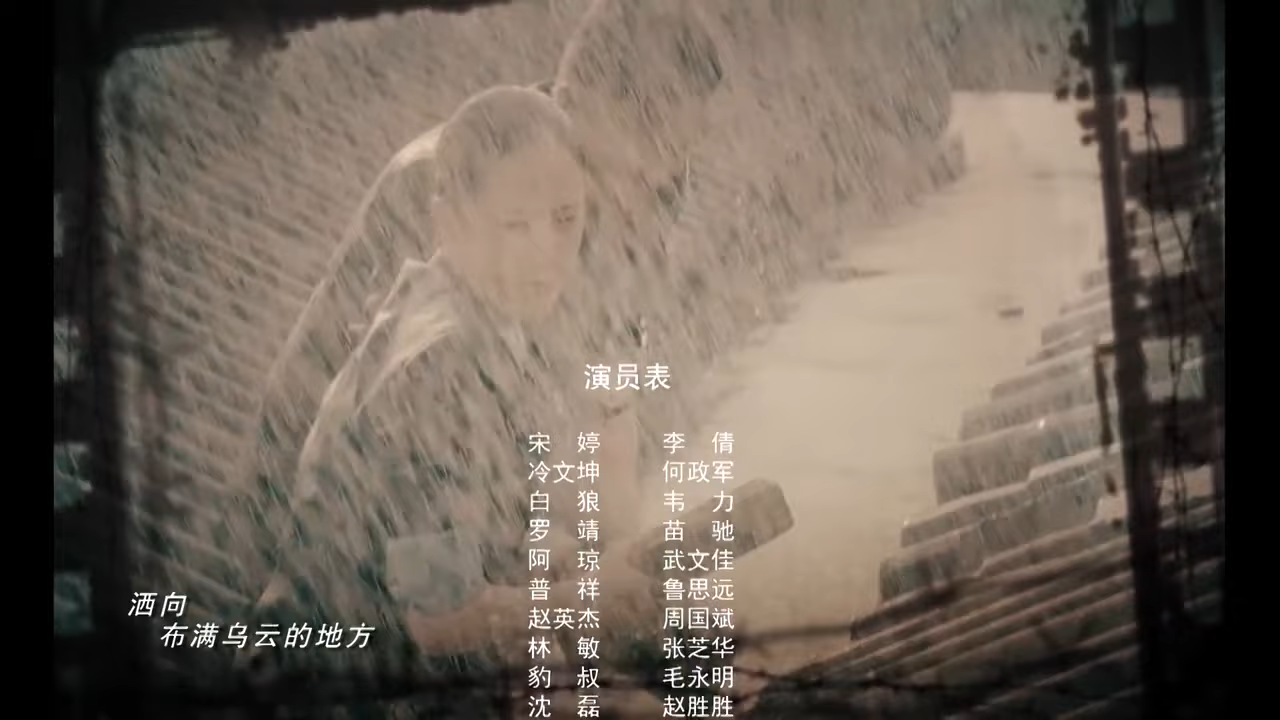 演员表
宋婷 李倩
冷文坤 何政军
白狼 韦力
罗靖 苗驰
阿琼 武文佳
普祥 鲁思远
赵英杰 周国斌
林敏 张芝华
豹叔 毛永明
沈磊 赵胜胜
洒向
布满乌云的地方